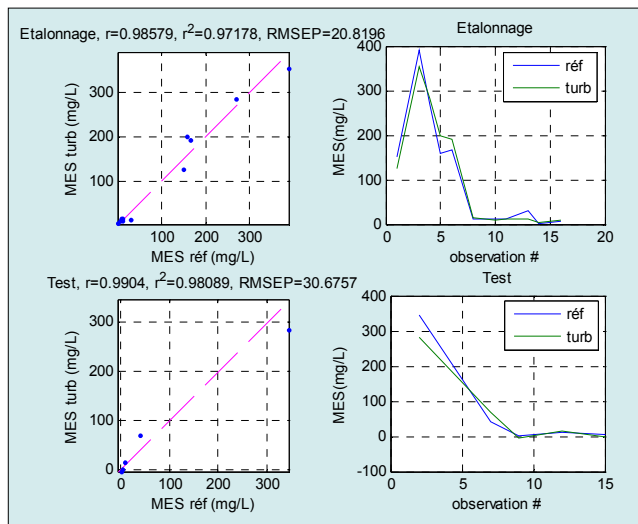 Etalonnage, r=0.98579, r²=0.97178, RMSEP=20.8196
MES turb (mg/L)
300
200
100
100
200
300
MES réf (mg/L)
Etalonnage
réf
turb
MES(mg/L)
400
300
200
100
0
0
5
10
15
20
observation #
Test, r=0.9904, r²=0.98089, RMSEP=30.6757
MES turb (mg/L)
300
200
100
0
0
100
200
300
MES réf (mg/L)
Test
réf
turb
MES(mg/L)
400
300
200
100
0
-100
0
5
10
15
observation #